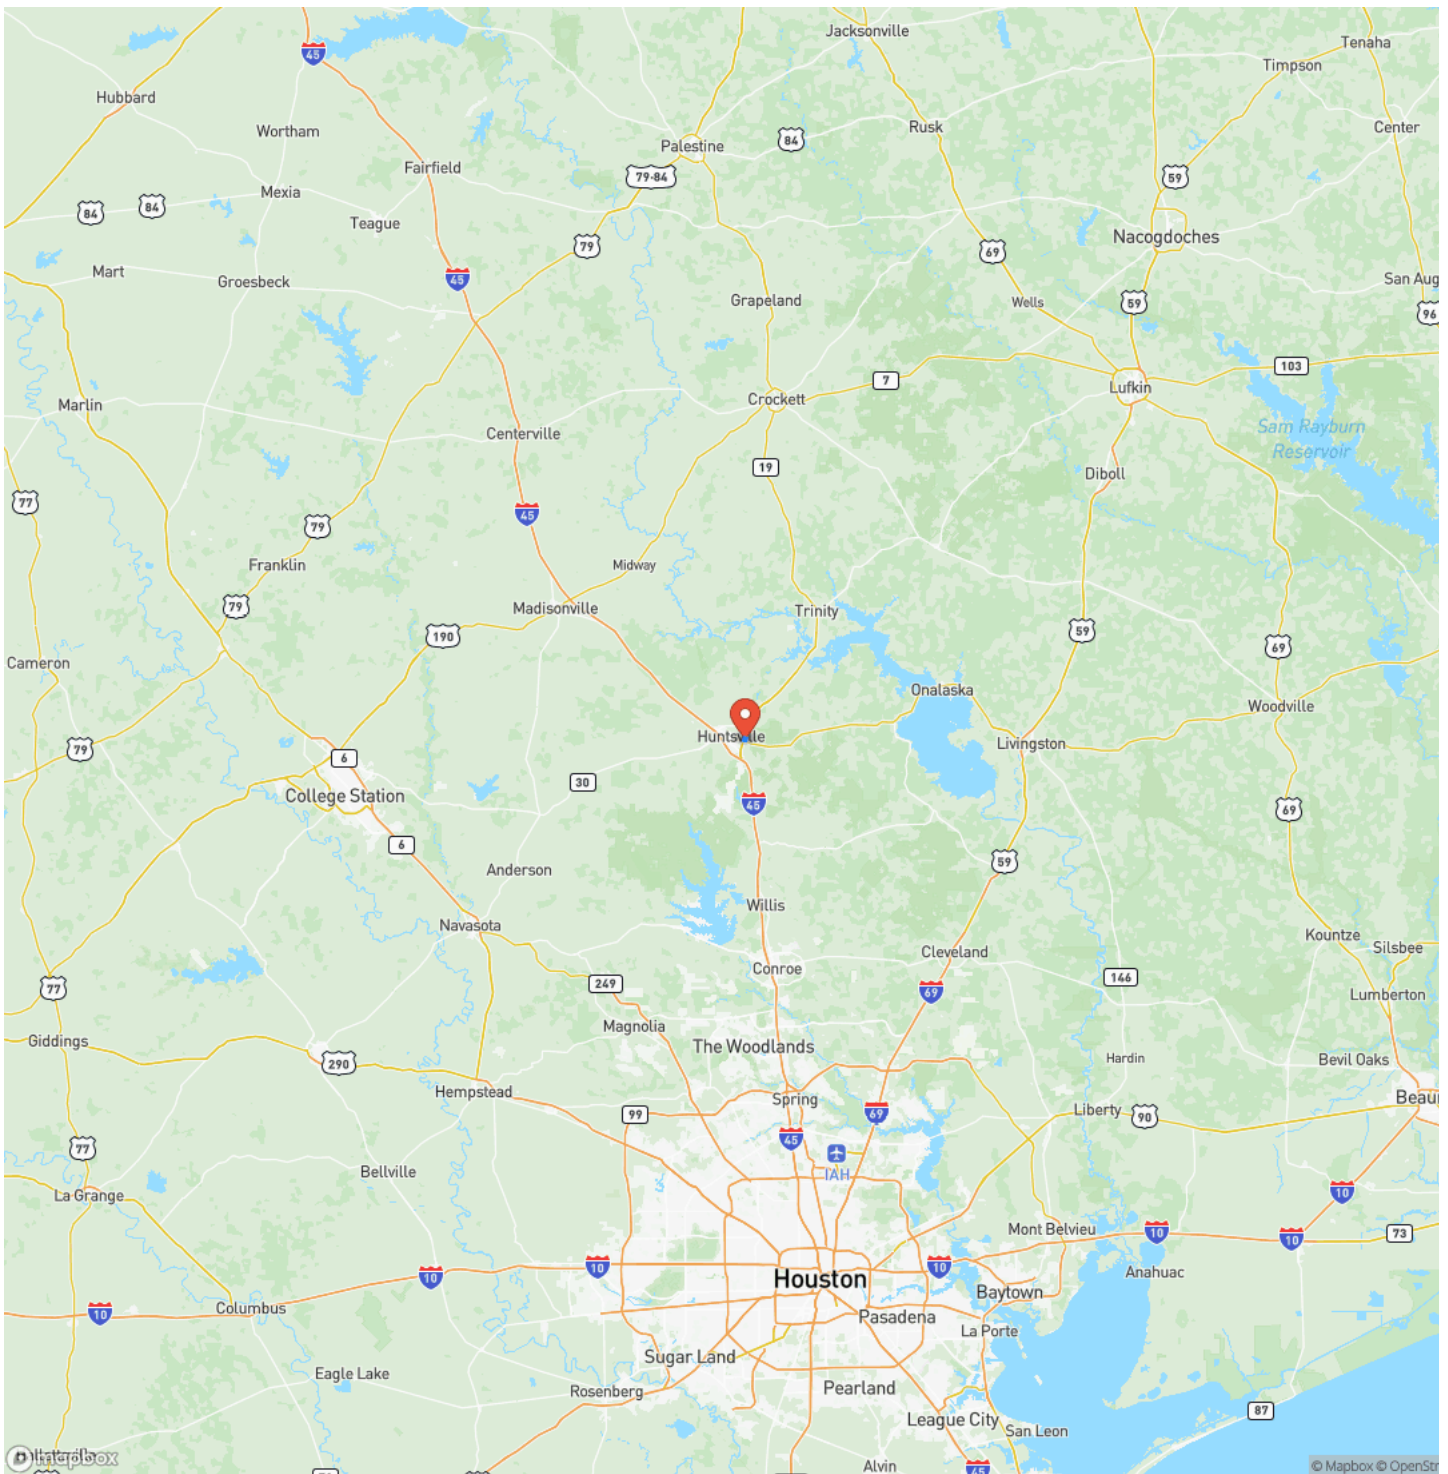 Jacksonville
Tenaha
45
Timpson
Hubbard
Wortham
Rusk
Center
84
Palestine
Fairfield
79-84
59
Mexia
84
84
Teague
Nacogdoches
79
69
Mart
Groesbeck
45
San Aug
Grapeland
Wells
59
96
103
7
Lufkin
Marlin
Crockett
Sam Rayburn
Reservoir
Centerville
19
Diboll
77
45
79
Franklin
Midway
79
Madisonville
Trinity
190
59
69
Cameron
Onalaska
Woodville
Huntsville
Livingston
79
6
30
College Station
45
69
6
59
Anderson
Willis
Navasota
Kountze
Silsbee
Cleveland
Conroe
146
249
77
69
Lumberton
Magnolia
Giddings
The Woodlands
Hardin
Bevil Oaks
290
Hempstead
Spring
Beau
99
69
Liberty
90
45
77
IAH
Bellville
La Grange
10
Mont Belvieu
10
73
10
10
10
10
Houston
Anahuac
Baytown
Columbus
10
Pasadena
La Porte
Sugar Land
Eagle Lake
Rosenberg
Pearland
87
League City
San Leon
mapbox
Alvin
45
© Mapbox © OpenStr